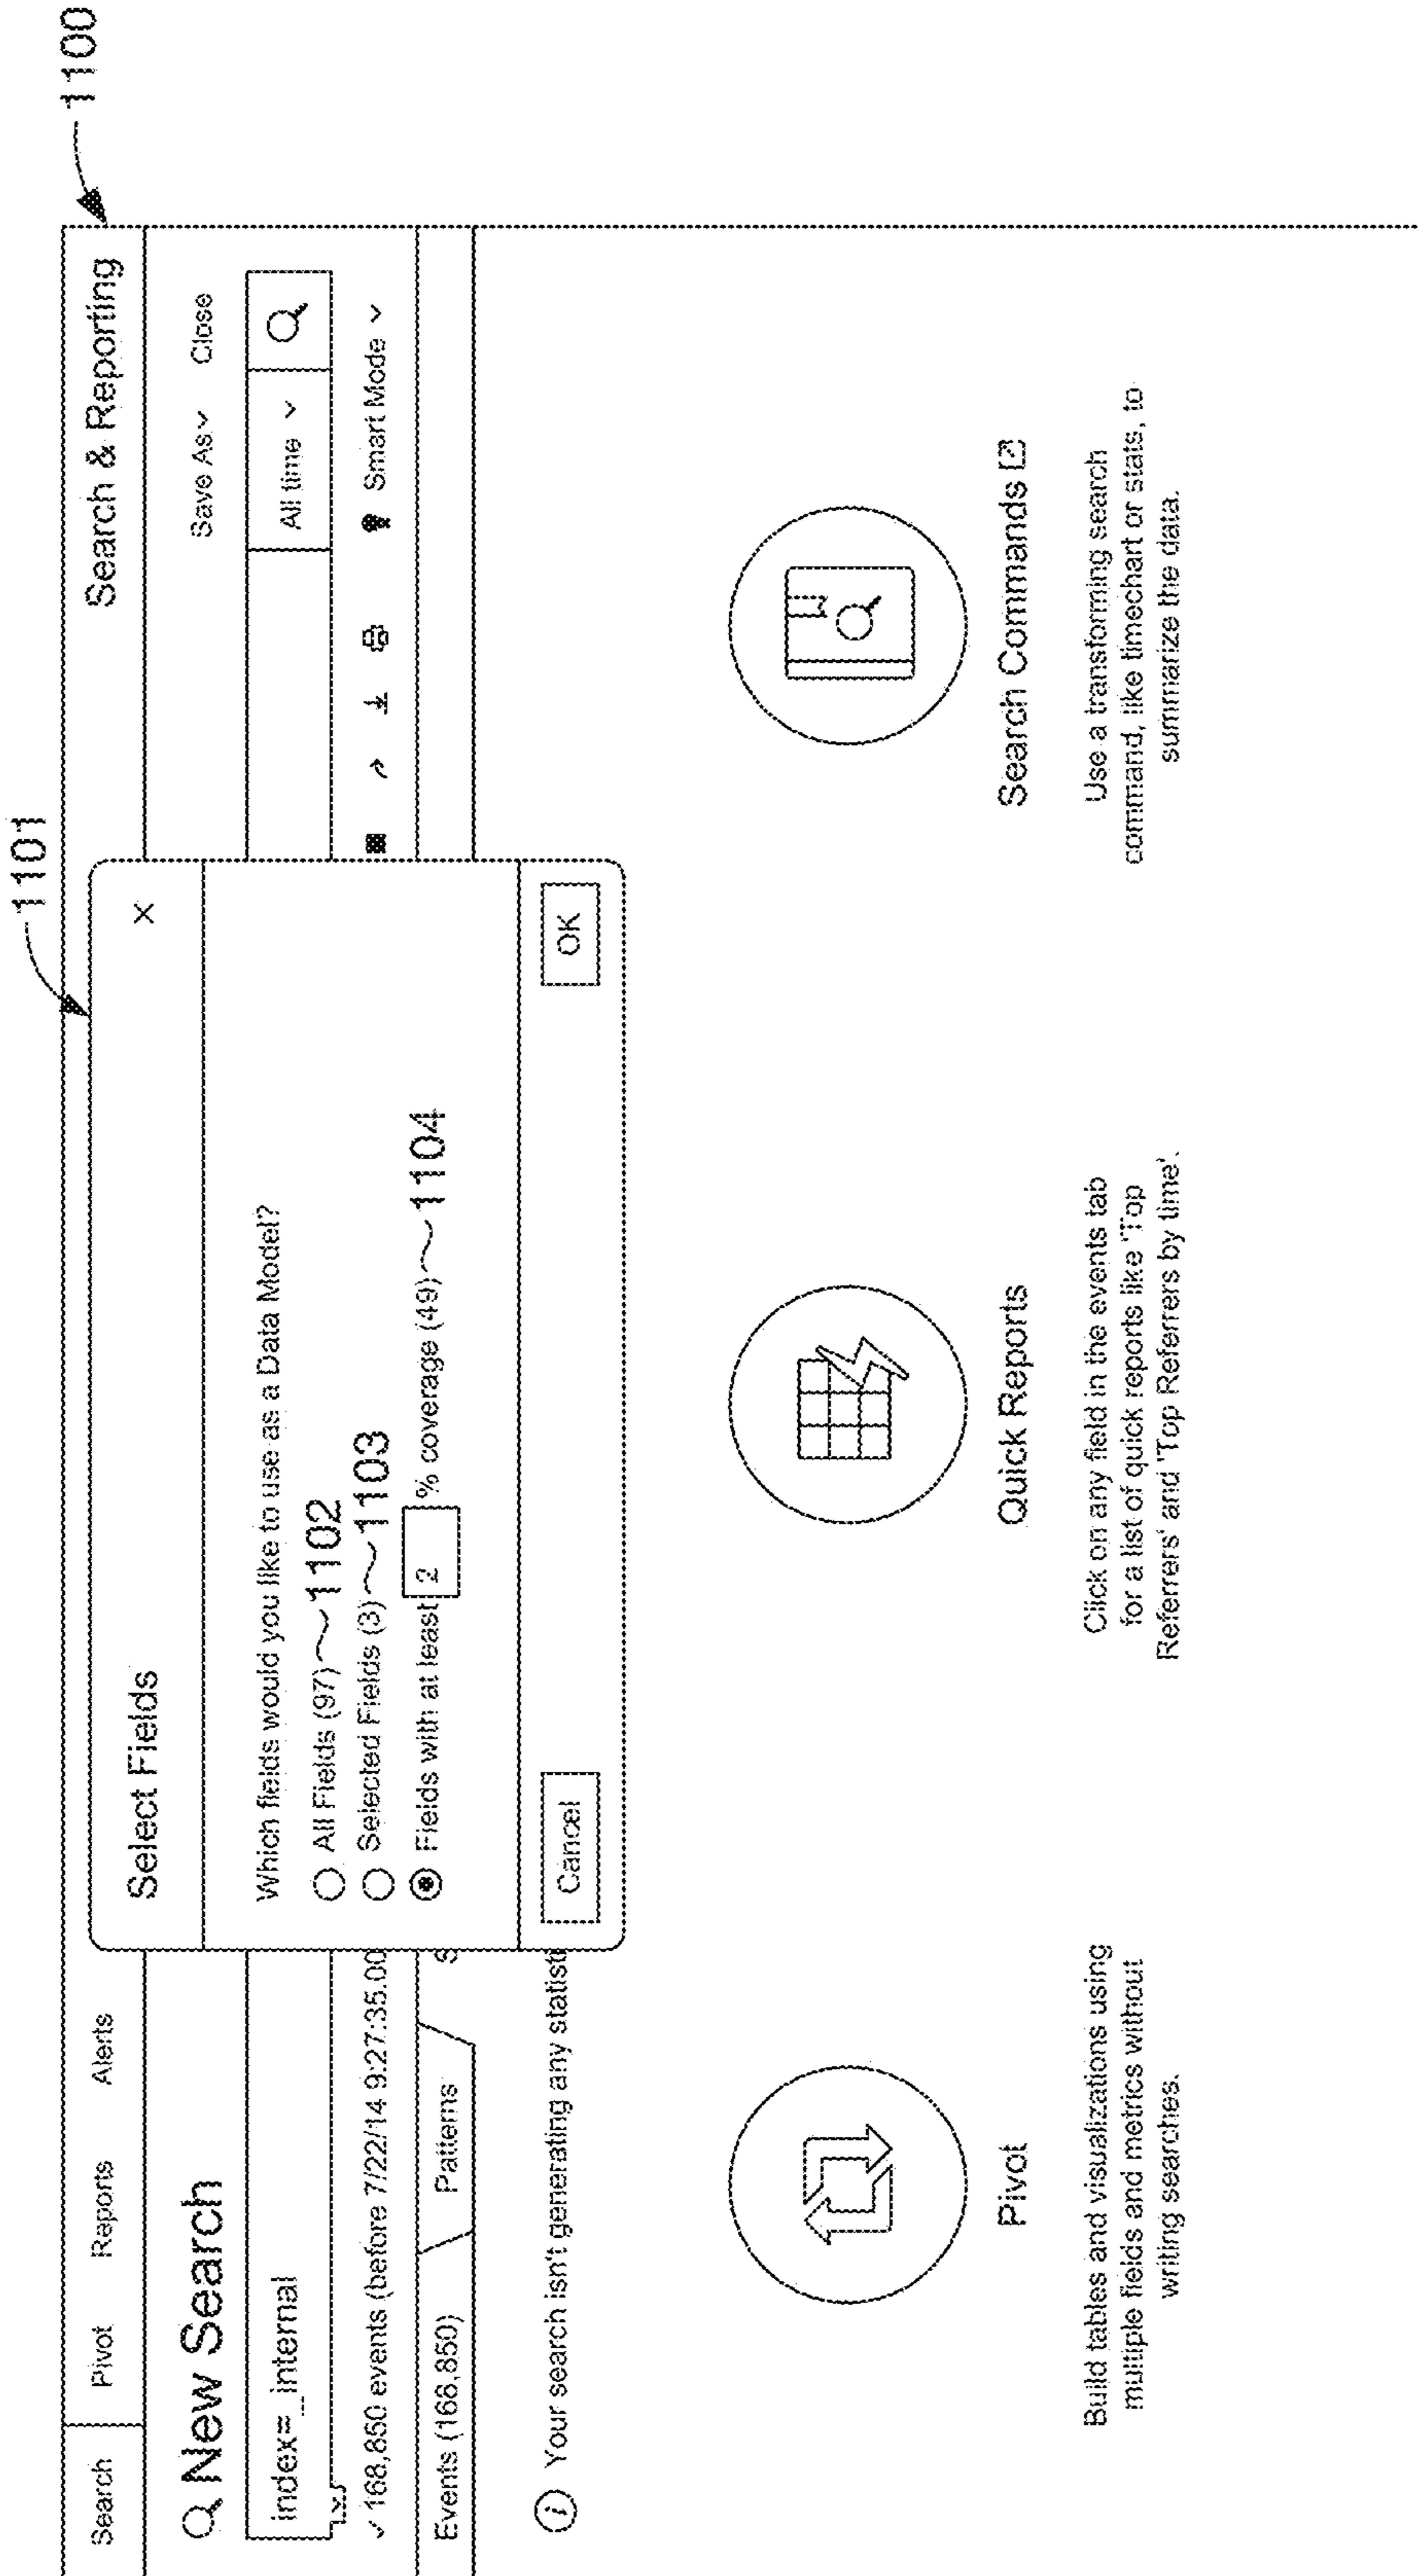 1100
1101
Search Pivot Reports Alerts Search & Reporting
New Search
Save As Close
index=_internal
All time
168,850 events (before 7/22/14 9:27:35.00
Smart Mode
Events (168,850) Patterns S
Your search isn't generating any statisti
Select Fields
×
Which fields would you like to use as a Data Model?
All Fields (97) 1102
Selected Fields (3) 1103
Fields with at least 2 % coverage (49) 1104
Cancel OK
Pivot
Build tables and visualizations using
multiple fields and metrics without
writing searches.
Quick Reports
Click on any field in the events tab
for a list of quick reports like 'Top
Referrers' and 'Top Referrers by time'.
Search Commands
Use a transforming search
command, like timechart or stats, to
summarize the data.